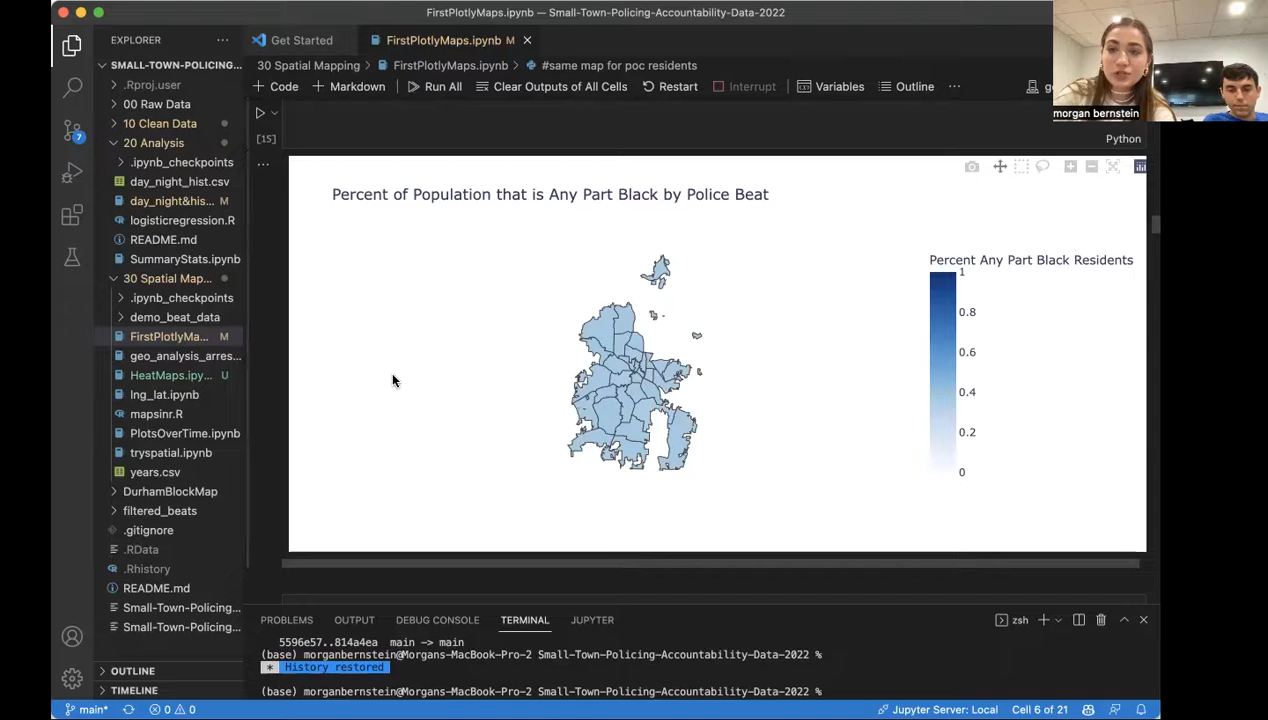 FirstPlotlyMaps.ipynb — Small-Town-Policing-Accountability-Data-2022
EXPLORER
Get Started
FirstPlotlyMaps.ipynb M
SMALL-TOWN-POLICING...
.Rproj.user
00 Raw Data
10 Clean Data
20 Analysis
.ipynb_checkpoints
day_night_hist.csv
day_night&his... M
logisticregression.R
README.md
SummaryStats.ipynb
30 Spatial Map...
.ipynb_checkpoints
demo_beat_data
FirstPlotlyMa... M
geo_analysis_arres...
HeatMaps.ipy... U
lng_lat.ipynb
mapsinr.R
PlotsOverTime.ipynb
tryspatial.ipynb
years.csv
DurhamBlockMap
filtered_beats
.gitignore
.RData
.Rhistory
README.md
Small-Town-Policing...
Small-Town-Policing...
OUTLINE
TIMELINE
7
30 Spatial Mapping > FirstPlotlyMaps.ipynb > #same map for poc residents
+ Code + Markdown Run All Clear Outputs of All Cells Restart Interrupt Variables Outline ...
morgan bernstein
[15]
Python
Percent of Population that is Any Part Black by Police Beat
Percent Any Part Black Residents
1
0.8
0.6
0.4
0.2
0
PROBLEMS OUTPUT DEBUG CONSOLE TERMINAL JUPYTER
zsh
5596e57..814a4ea main -> main
(base) morganbernstein@Morgans-MacBook-Pro-2 Small-Town-Policing-Accountability-Data-2022 %
* History restored
(base) morganbernstein@Morgans-MacBook-Pro-2 Small-Town-Policing-Accountability-Data-2022 %
main* 0 0
Jupyter Server: Local Cell 6 of 21